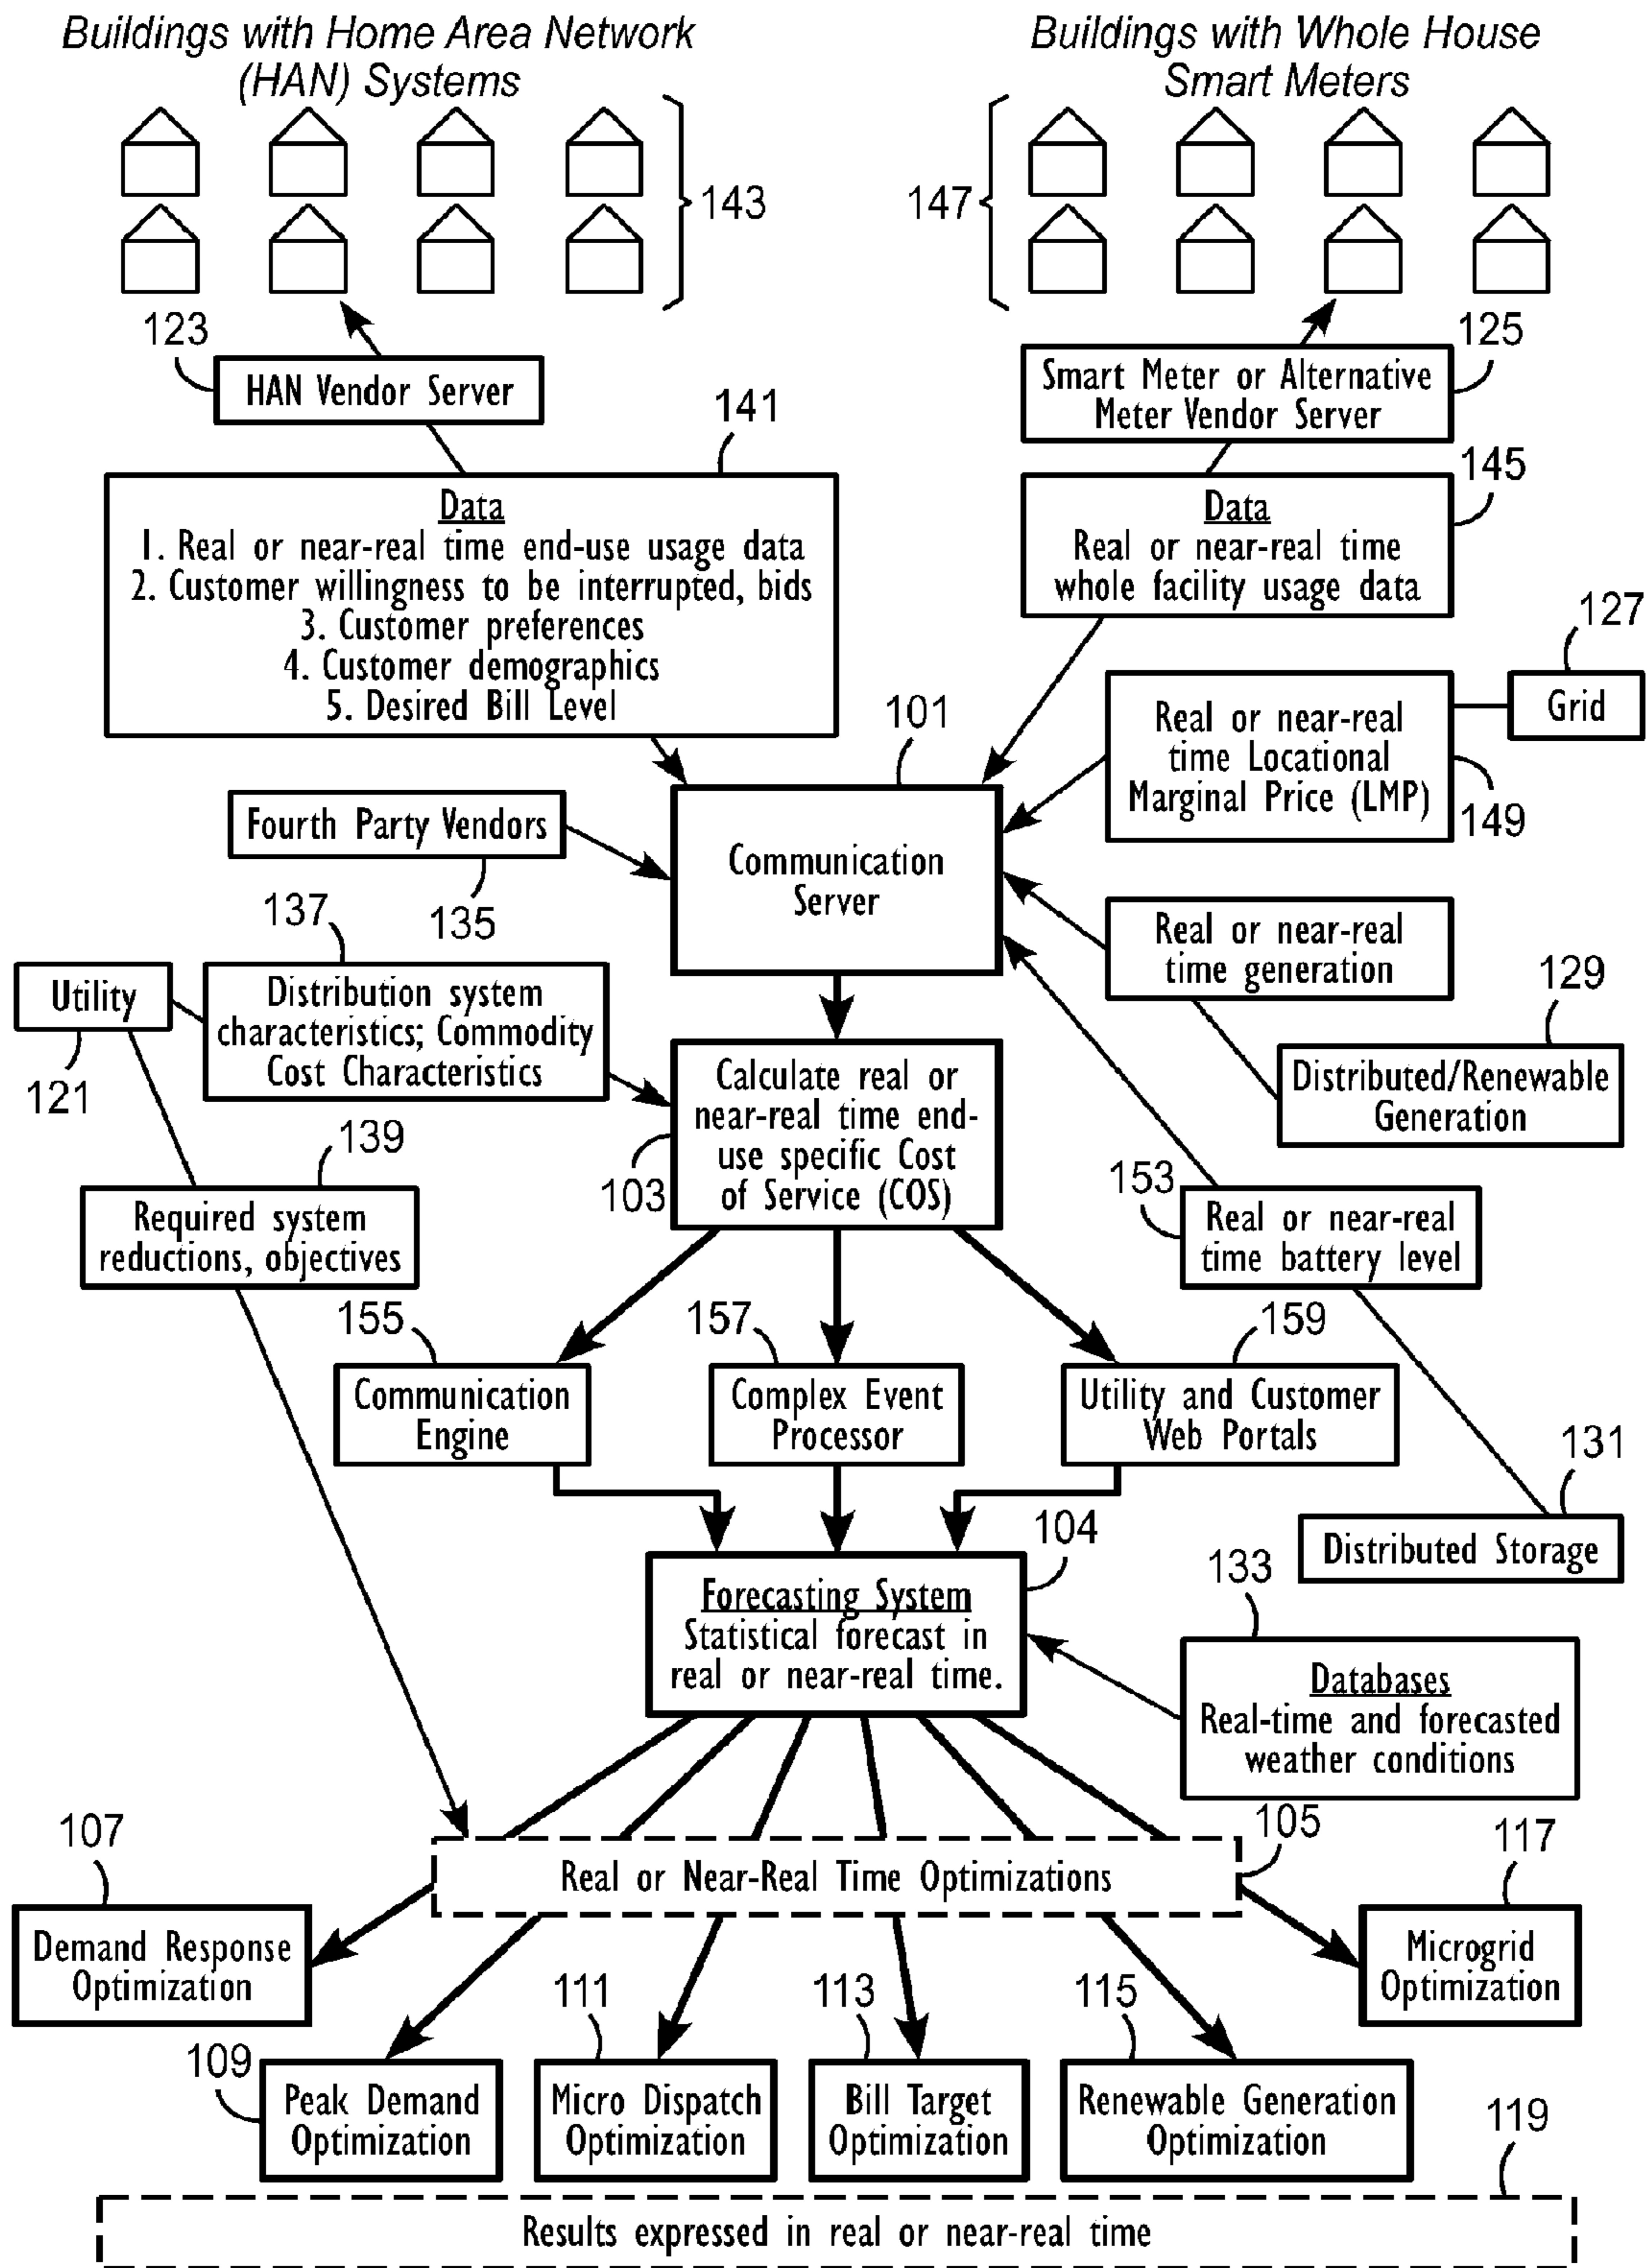 Buildings with Home Area Network
(HAN) Systems
Buildings with Whole House
Smart Meters
143
147
123
HAN Vendor Server
125
Smart Meter or Alternative
Meter Vendor Server
141
Data
1. Real or near-real time end-use usage data
2. Customer willingness to be interrupted, bids
3. Customer preferences
4. Customer demographics
5. Desired Bill Level
145
Data
Real or near-real time
whole facility usage data
127
Grid
Real or near-real
time Locational
Marginal Price (LMP)
149
101
Communication
Server
Fourth Party Vendors
135
137
Utility
121
Distribution system
characteristics; Commodity
Cost Characteristics
Real or near-real
time generation
129
Distributed/Renewable
Generation
Calculate real or
near-real time end-
use specific Cost
of Service (COS)
103
139
Required system
reductions, objectives
153
Real or near-real
time battery level
155
Communication
Engine
157
Complex Event
Processor
159
Utility and Customer
Web Portals
131
Distributed Storage
104
Forecasting System
Statistical forecast in
real or near-real time.
133
Databases
Real-time and forecasted
weather conditions
105
Real or Near-Real Time Optimizations
107
Demand Response
Optimization
117
Microgrid
Optimization
109
Peak Demand
Optimization
111
Micro Dispatch
Optimization
113
Bill Target
Optimization
115
Renewable Generation
Optimization
119
Results expressed in real or near-real time